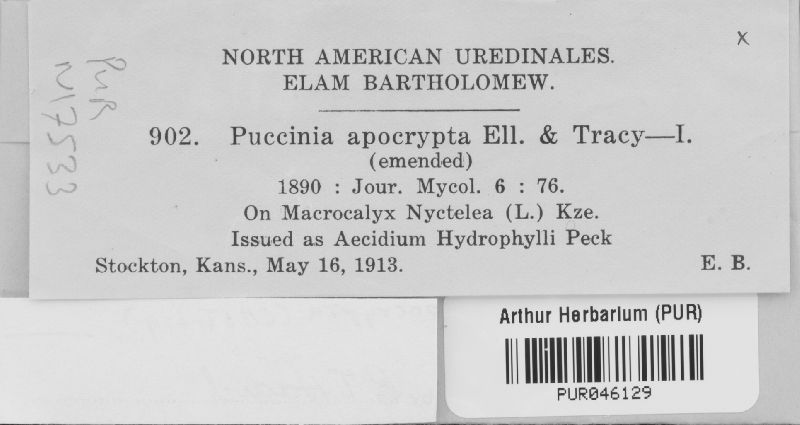 x
NORTH AMERICAN UREDINALES.
ELAM BARTHOLOMEW.
PUR
N17533
902. Puccinia apocrypta Ell. & Tracy—I.
(emended)
1890 : Jour. Mycol. 6 : 76.
On Macrocalyx Nyctelea (L.) Kze.
Issued as Aecidium Hydrophylli Peck
Stockton, Kans., May 16, 1913. E. B.
Arthur Herbarium (PUR)
PUR046129